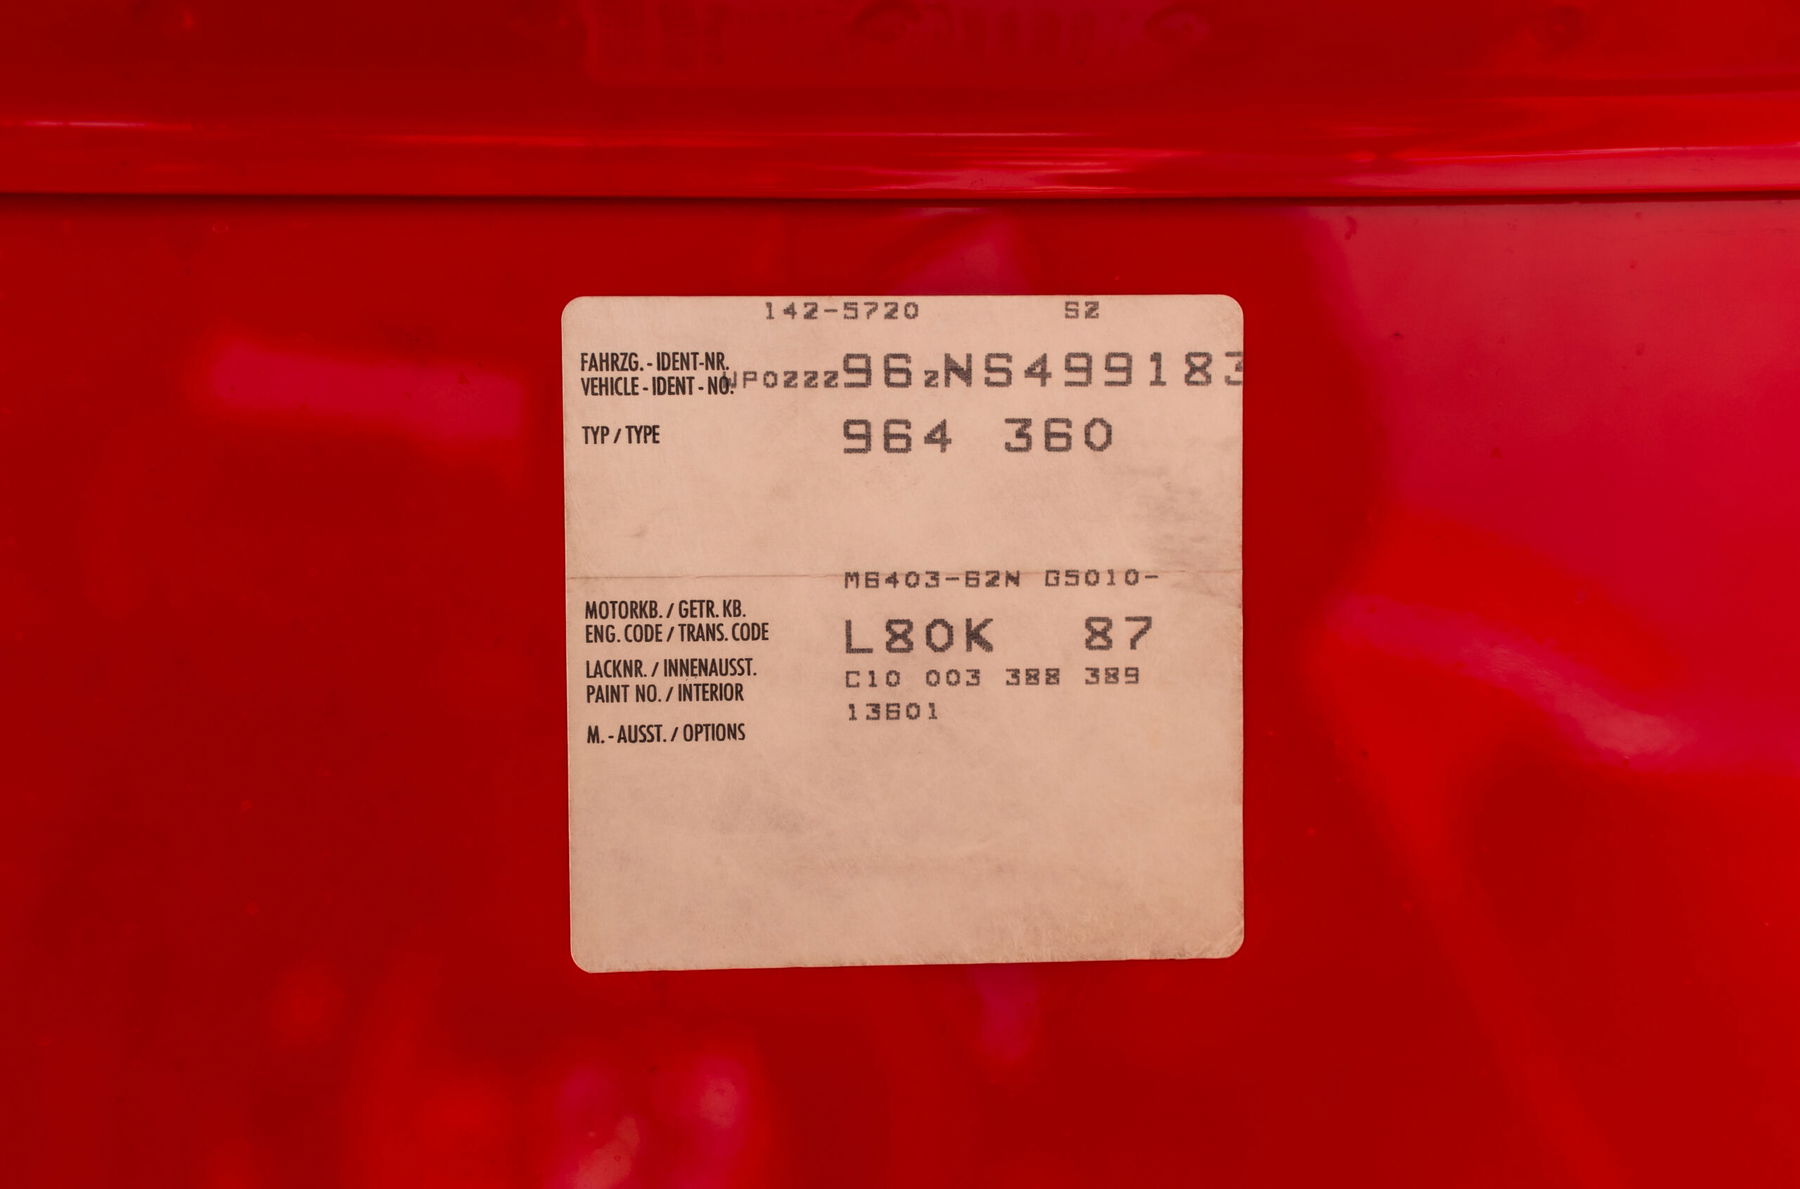 142-5720 SZ
FAHRZG.-IDENT-NR.
VEHICLE-IDENT-NO. WP0ZZZ96ZNS499183
TYP / TYPE 964 360
M6403-62N G5010-
MOTORKB. / GETR. KB.
ENG. CODE / TRANS. CODE L80K 87
LACKNR. / INNENAUSST. C10 003 388 389
PAINT NO. / INTERIOR
13601
M.-AUSST. / OPTIONS